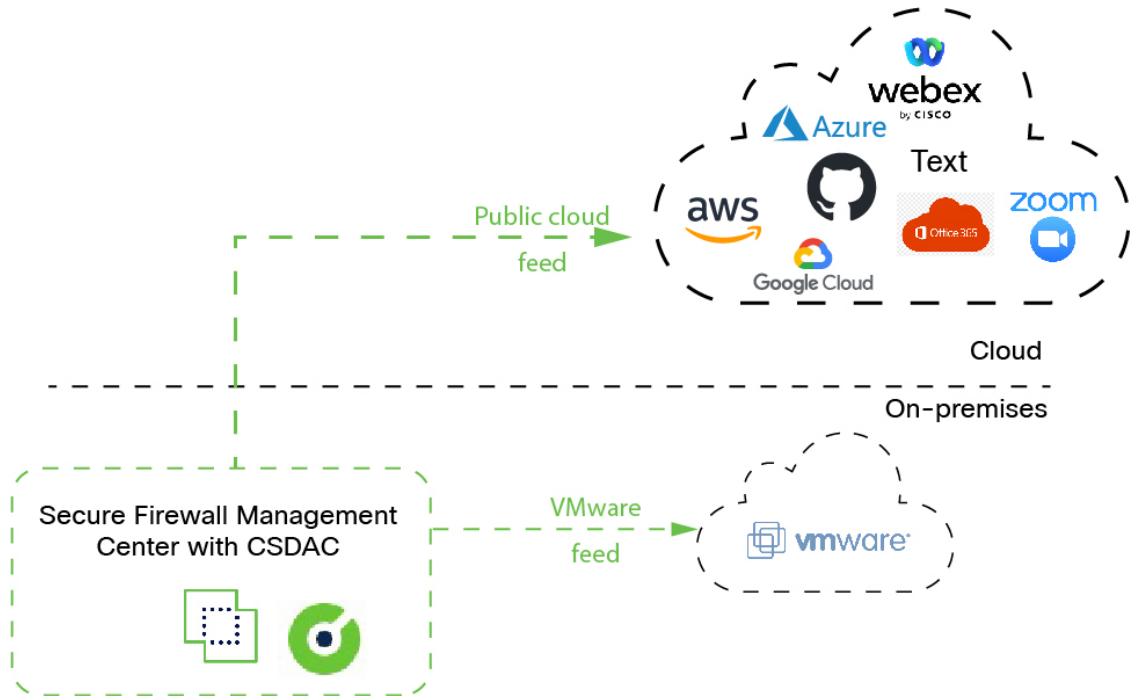 webex
by CISCO
Azure
Text
aws
zoom
Office 365
Google Cloud
Public cloud
feed
Cloud
On-premises
Secure Firewall Management
Center with CSDAC
VMware
feed
vmware®